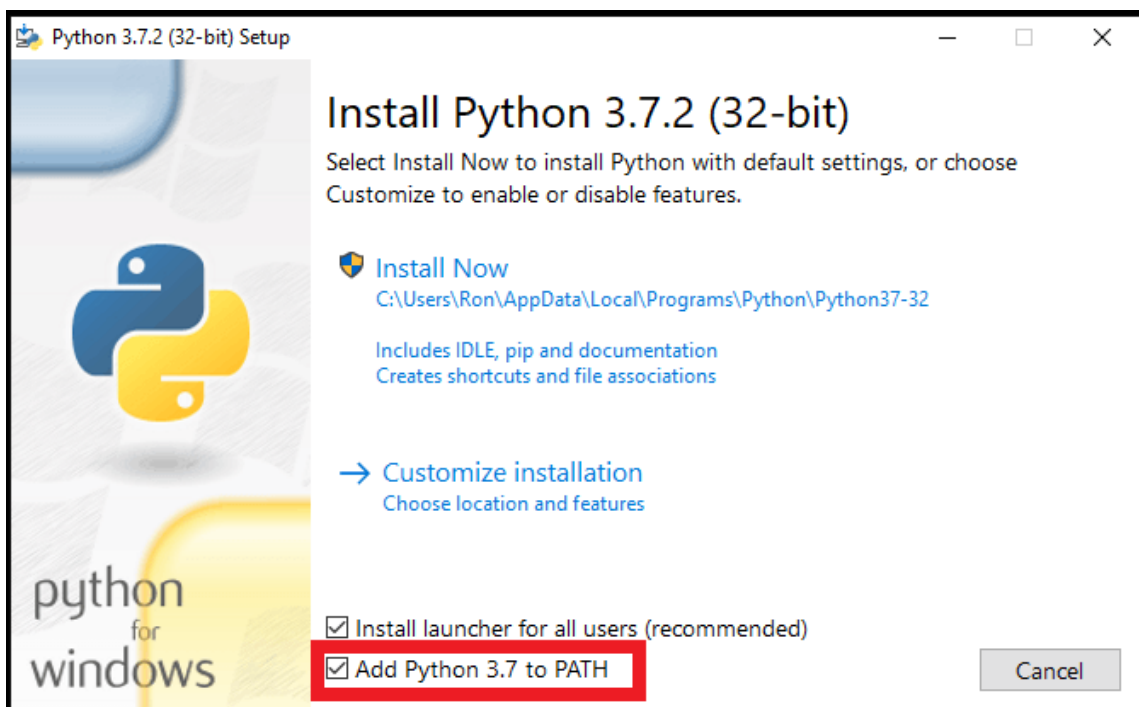 Python 3.7.2 (32-bit) Setup
Install Python 3.7.2 (32-bit)
Select Install Now to install Python with default settings, or choose
Customize to enable or disable features.
Install Now
C:\Users\Ron\AppData\Local\Programs\Python\Python37-32
Includes IDLE, pip and documentation
Creates shortcuts and file associations
Customize installation
Choose location and features
python
for
windows
Install launcher for all users (recommended)
Add Python 3.7 to PATH
Cancel